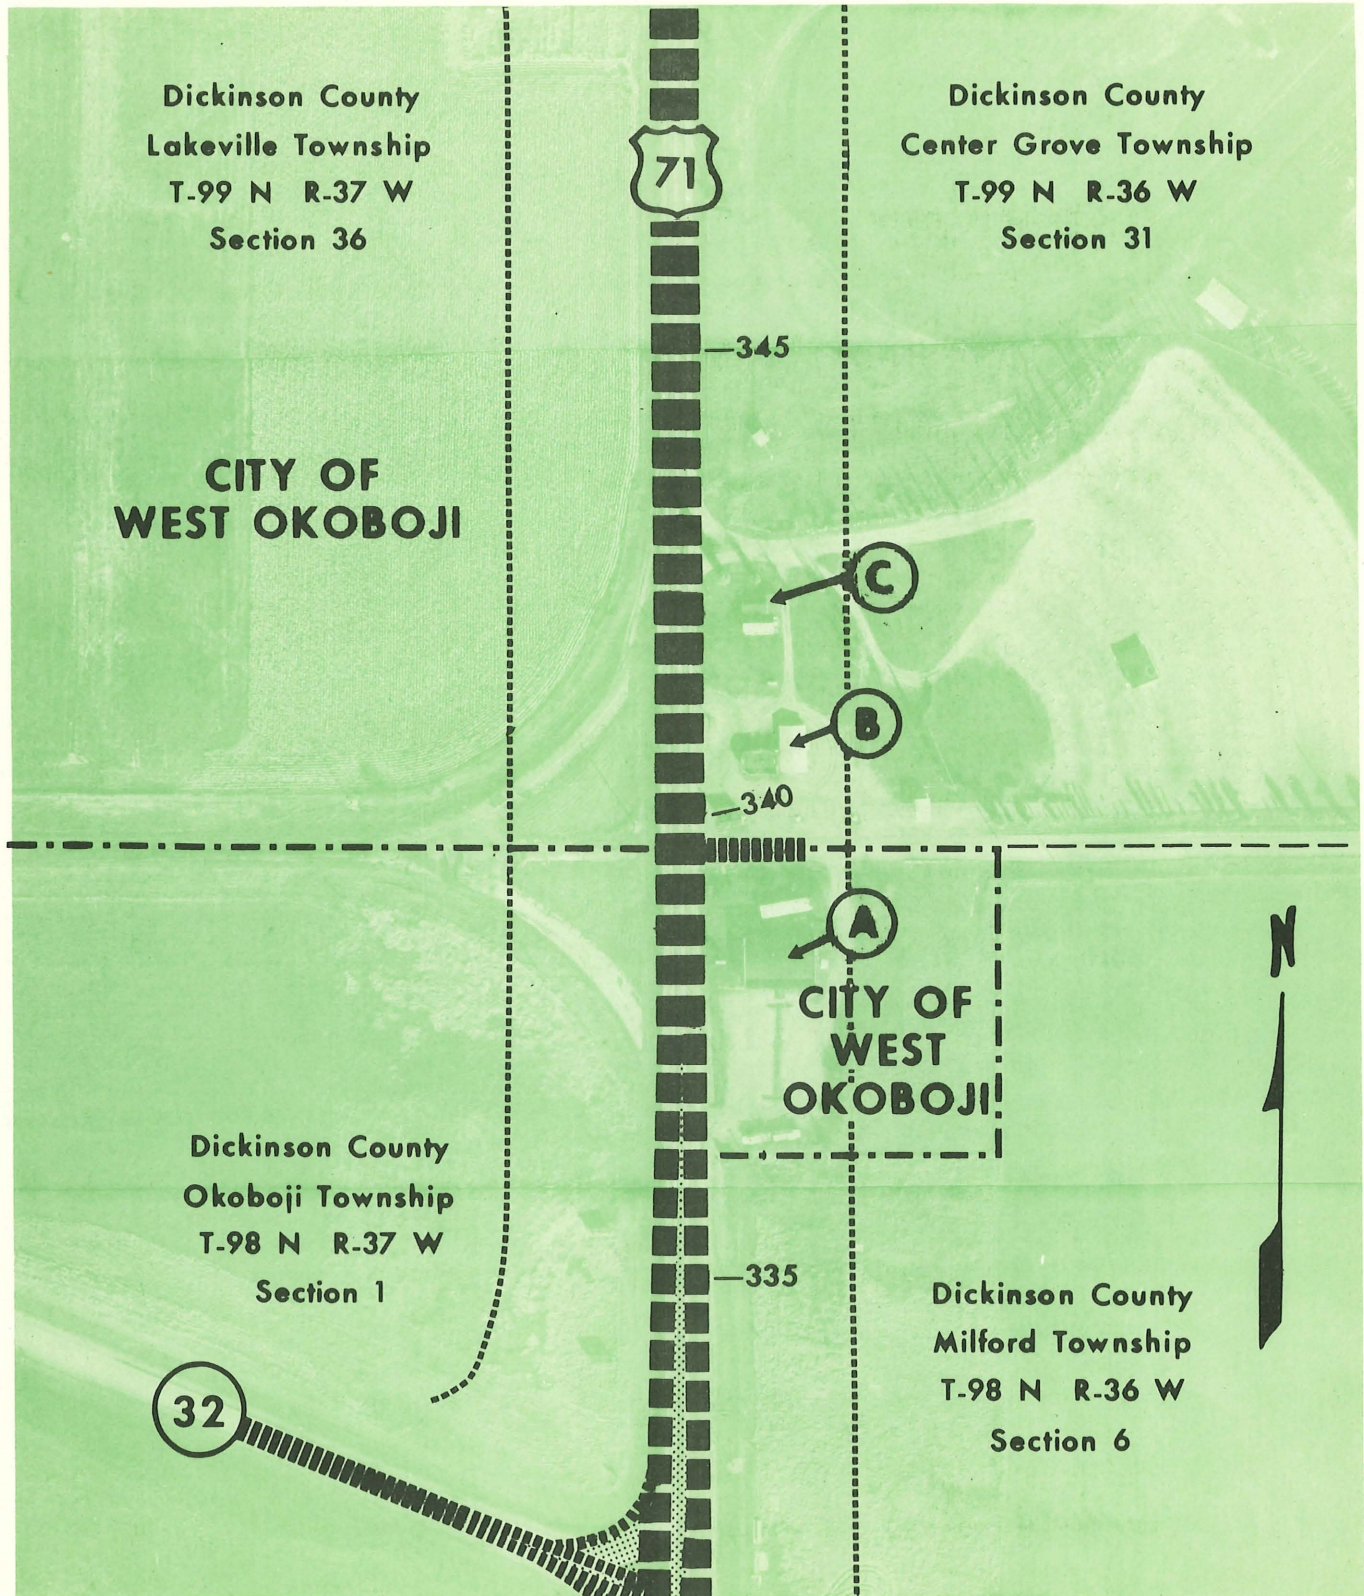 Dickinson County
Lakeville Township
T-99 N R-37 W
Section 36
71
Dickinson County
Center Grove Township
T-99 N R-36 W
Section 31
345
CITY OF
WEST OKOBOJI
C
B
340
A
N
CITY OF
WEST
OKOBOJI
Dickinson County
Okoboji Township
T-98 N R-37 W
Section 1
335
Dickinson County
Milford Township
T-98 N R-36 W
Section 6
32